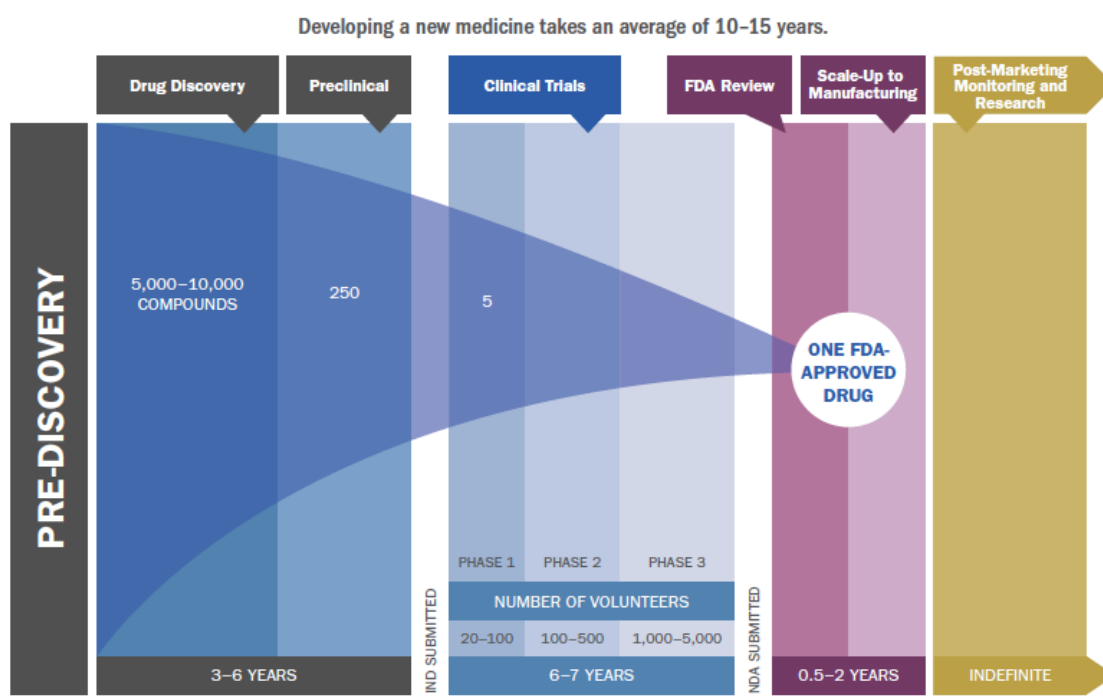 Developing a new medicine takes an average of 10–15 years.
Drug Discovery
Preclinical
Clinical Trials
FDA Review
Scale-Up to
Manufacturing
Post-Marketing
Monitoring and
Research
PRE-DISCOVERY
5,000–10,000
COMPOUNDS
250
5
ONE FDA-
APPROVED
DRUG
IND SUBMITTED
PHASE 1
PHASE 2
PHASE 3
NUMBER OF VOLUNTEERS
20–100
100–500
1,000–5,000
NDA SUBMITTED
3–6 YEARS
6–7 YEARS
0.5–2 YEARS
INDEFINITE